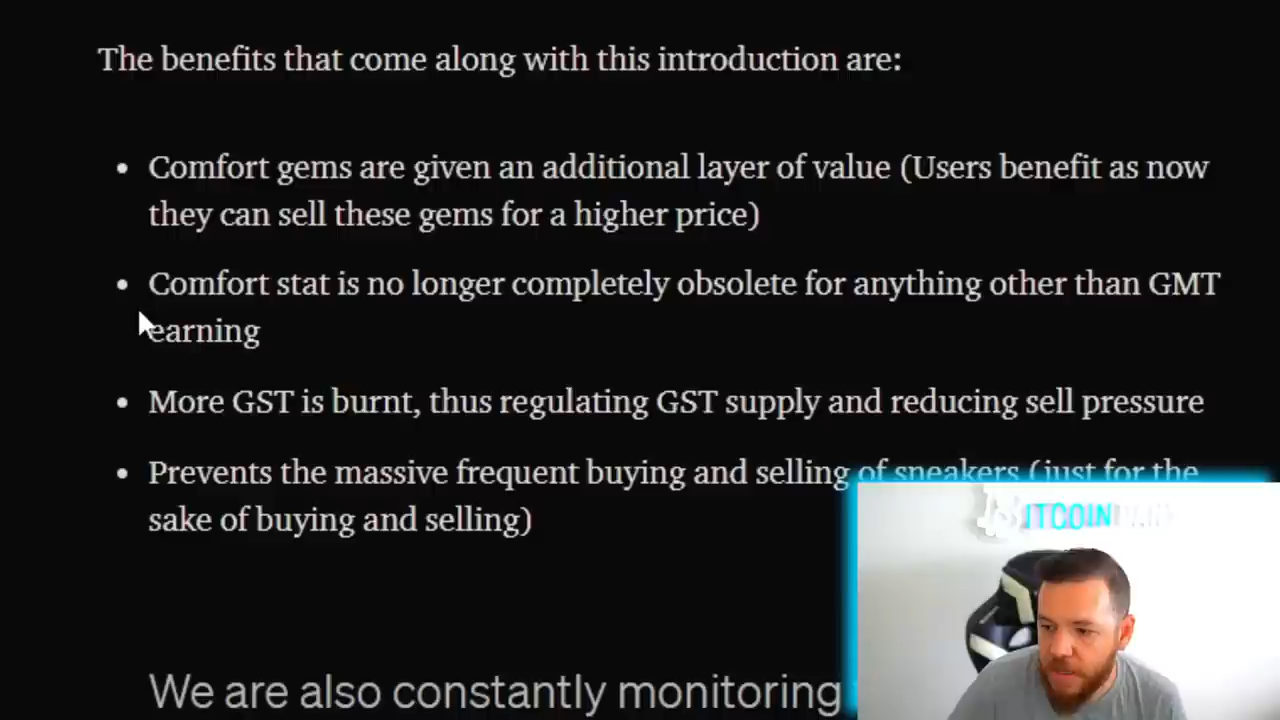 The benefits that come along with this introduction are:
• Comfort gems are given an additional layer of value (Users benefit as now
they can sell these gems for a higher price)
• Comfort stat is no longer completely obsolete for anything other than GMT
earning
• More GST is burnt, thus regulating GST supply and reducing sell pressure
• Prevents the massive frequent buying and selling of sneakers (just for the
sake of buying and selling)
ITCOIN
We are also constantly monitoring